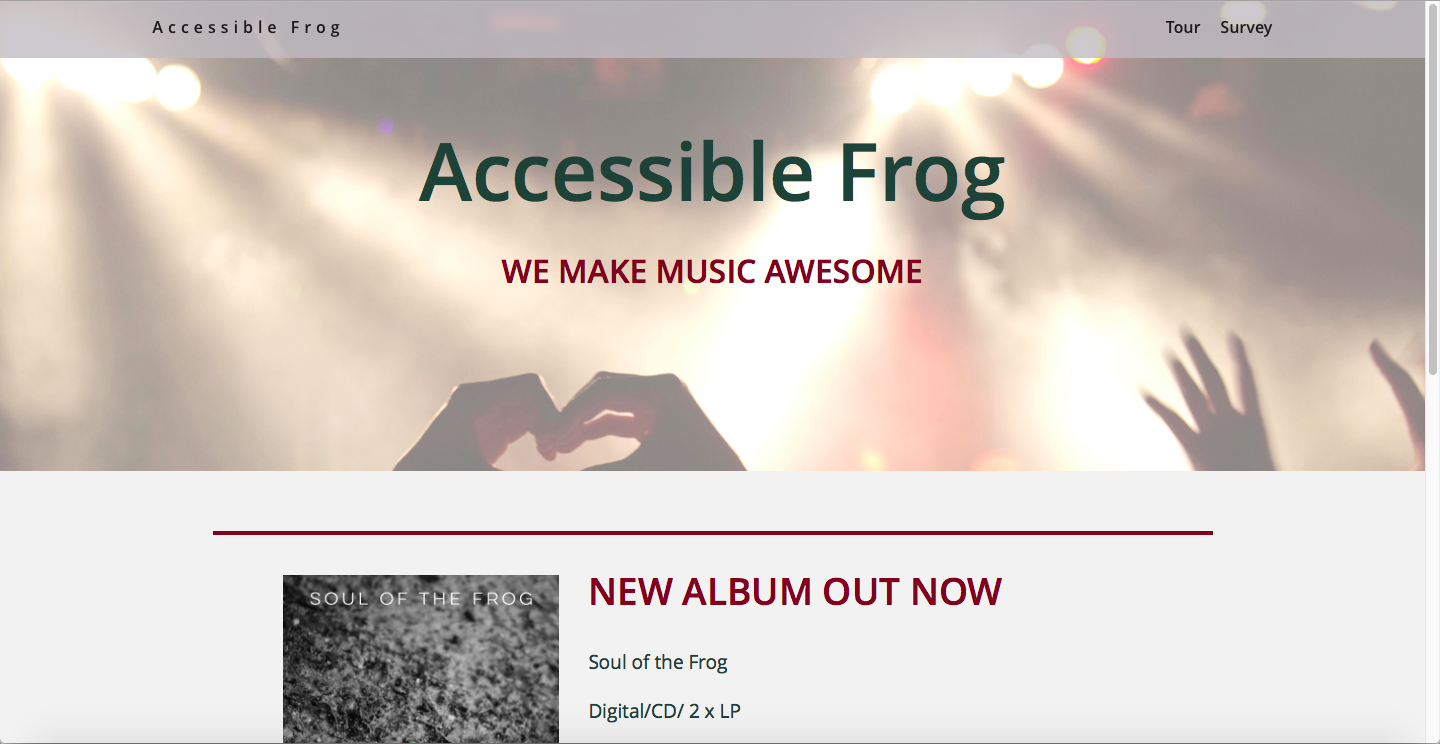 Accessible Frog
Tour Survey
Accessible Frog
WE MAKE MUSIC AWESOME
SOUL OF THE FROG
NEW ALBUM OUT NOW
Soul of the Frog
Digital/CD/ 2 x LP